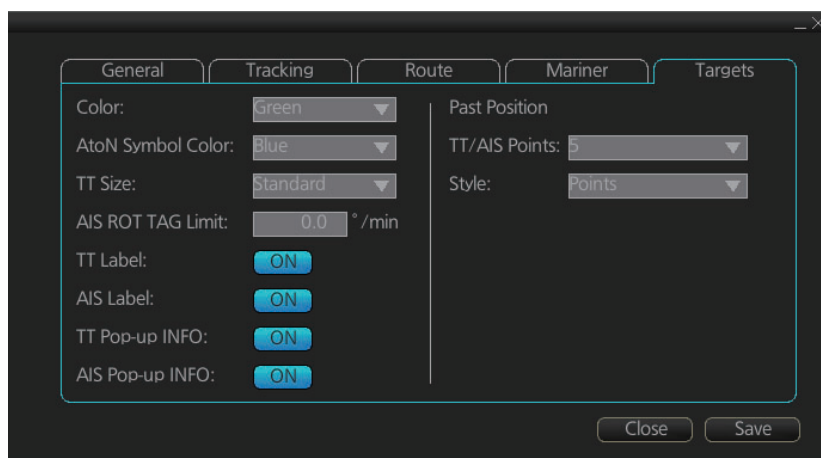 General Tracking Route Mariner Targets
Color: Green
AtoN Symbol Color: Blue
TT Size: Standard
AIS ROT TAG Limit: 0.0 °/min
TT Label: ON
AIS Label: ON
TT Pop-up INFO: ON
AIS Pop-up INFO: ON
Past Position
TT/AIS Points: 5
Style: Points
Close Save